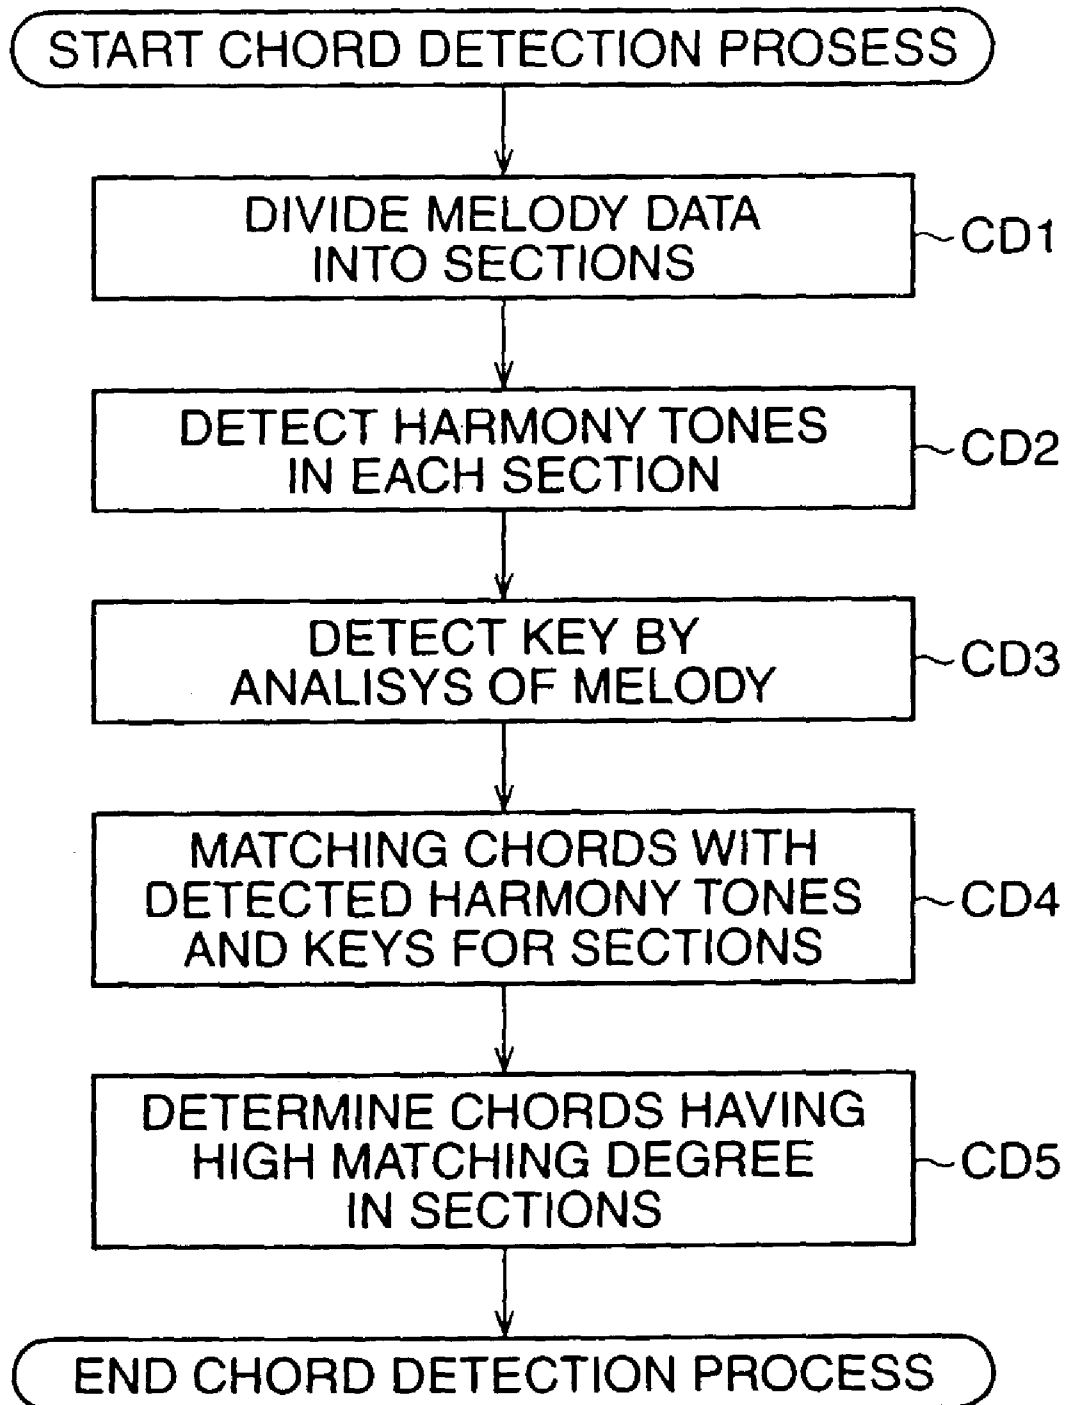 START CHORD DETECTION PROSESS
DIVIDE MELODY DATA
INTO SECTIONS
CD1
DETECT HARMONY TONES
IN EACH SECTION
CD2
DETECT KEY BY
ANALISYS OF MELODY
CD3
MATCHING CHORDS WITH
DETECTED HARMONY TONES
AND KEYS FOR SECTIONS
CD4
DETERMINE CHORDS HAVING
HIGH MATCHING DEGREE
IN SECTIONS
CD5
END CHORD DETECTION PROCESS